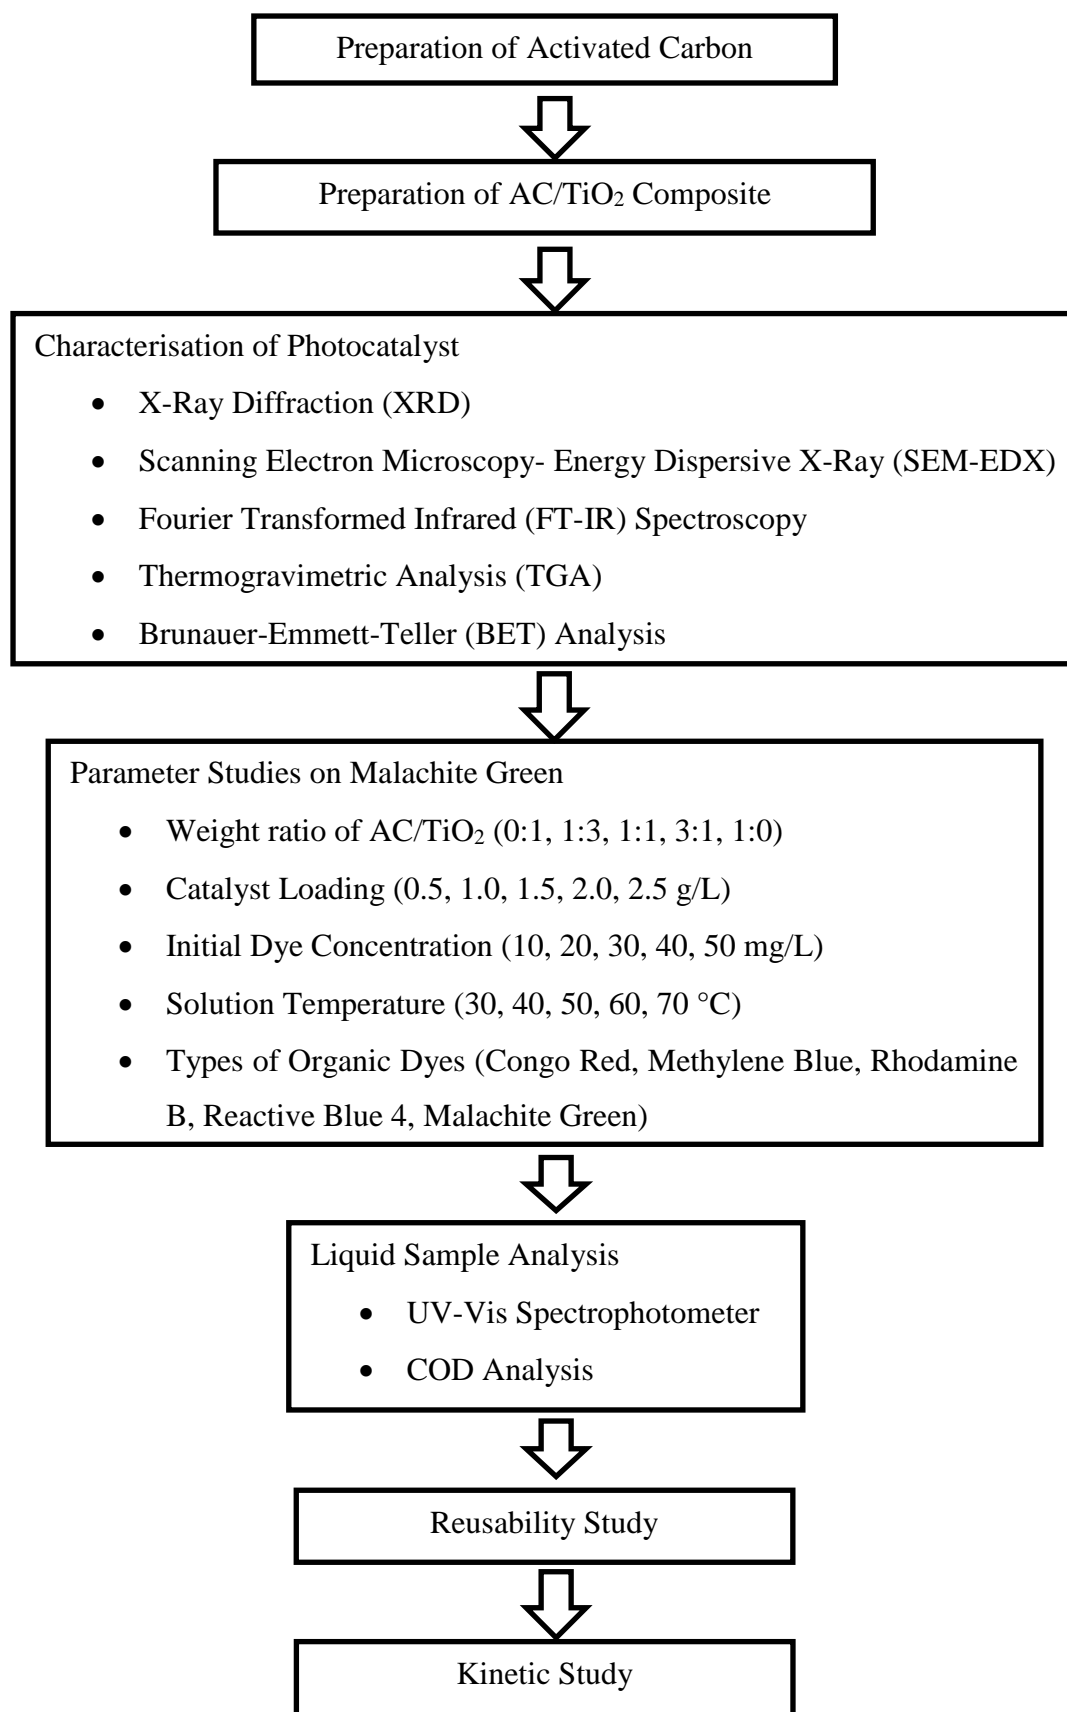 Preparation of Activated Carbon
Preparation of AC/TiO₂ Composite
Characterisation of Photocatalyst
• X-Ray Diffraction (XRD)
• Scanning Electron Microscopy- Energy Dispersive X-Ray (SEM-EDX)
• Fourier Transformed Infrared (FT-IR) Spectroscopy
• Thermogravimetric Analysis (TGA)
• Brunauer-Emmett-Teller (BET) Analysis
Parameter Studies on Malachite Green
• Weight ratio of AC/TiO₂ (0:1, 1:3, 1:1, 3:1, 1:0)
• Catalyst Loading (0.5, 1.0, 1.5, 2.0, 2.5 g/L)
• Initial Dye Concentration (10, 20, 30, 40, 50 mg/L)
• Solution Temperature (30, 40, 50, 60, 70 °C)
• Types of Organic Dyes (Congo Red, Methylene Blue, Rhodamine
B, Reactive Blue 4, Malachite Green)
Liquid Sample Analysis
• UV-Vis Spectrophotometer
• COD Analysis
Reusability Study
Kinetic Study